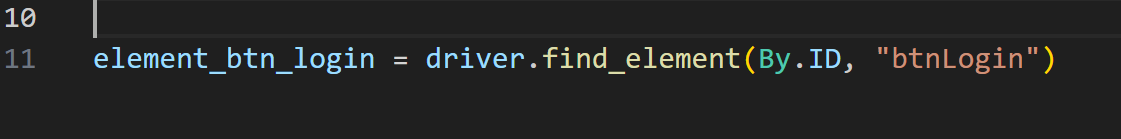 10
11 element_btn_login = driver.find_element(By.ID, "btnLogin")